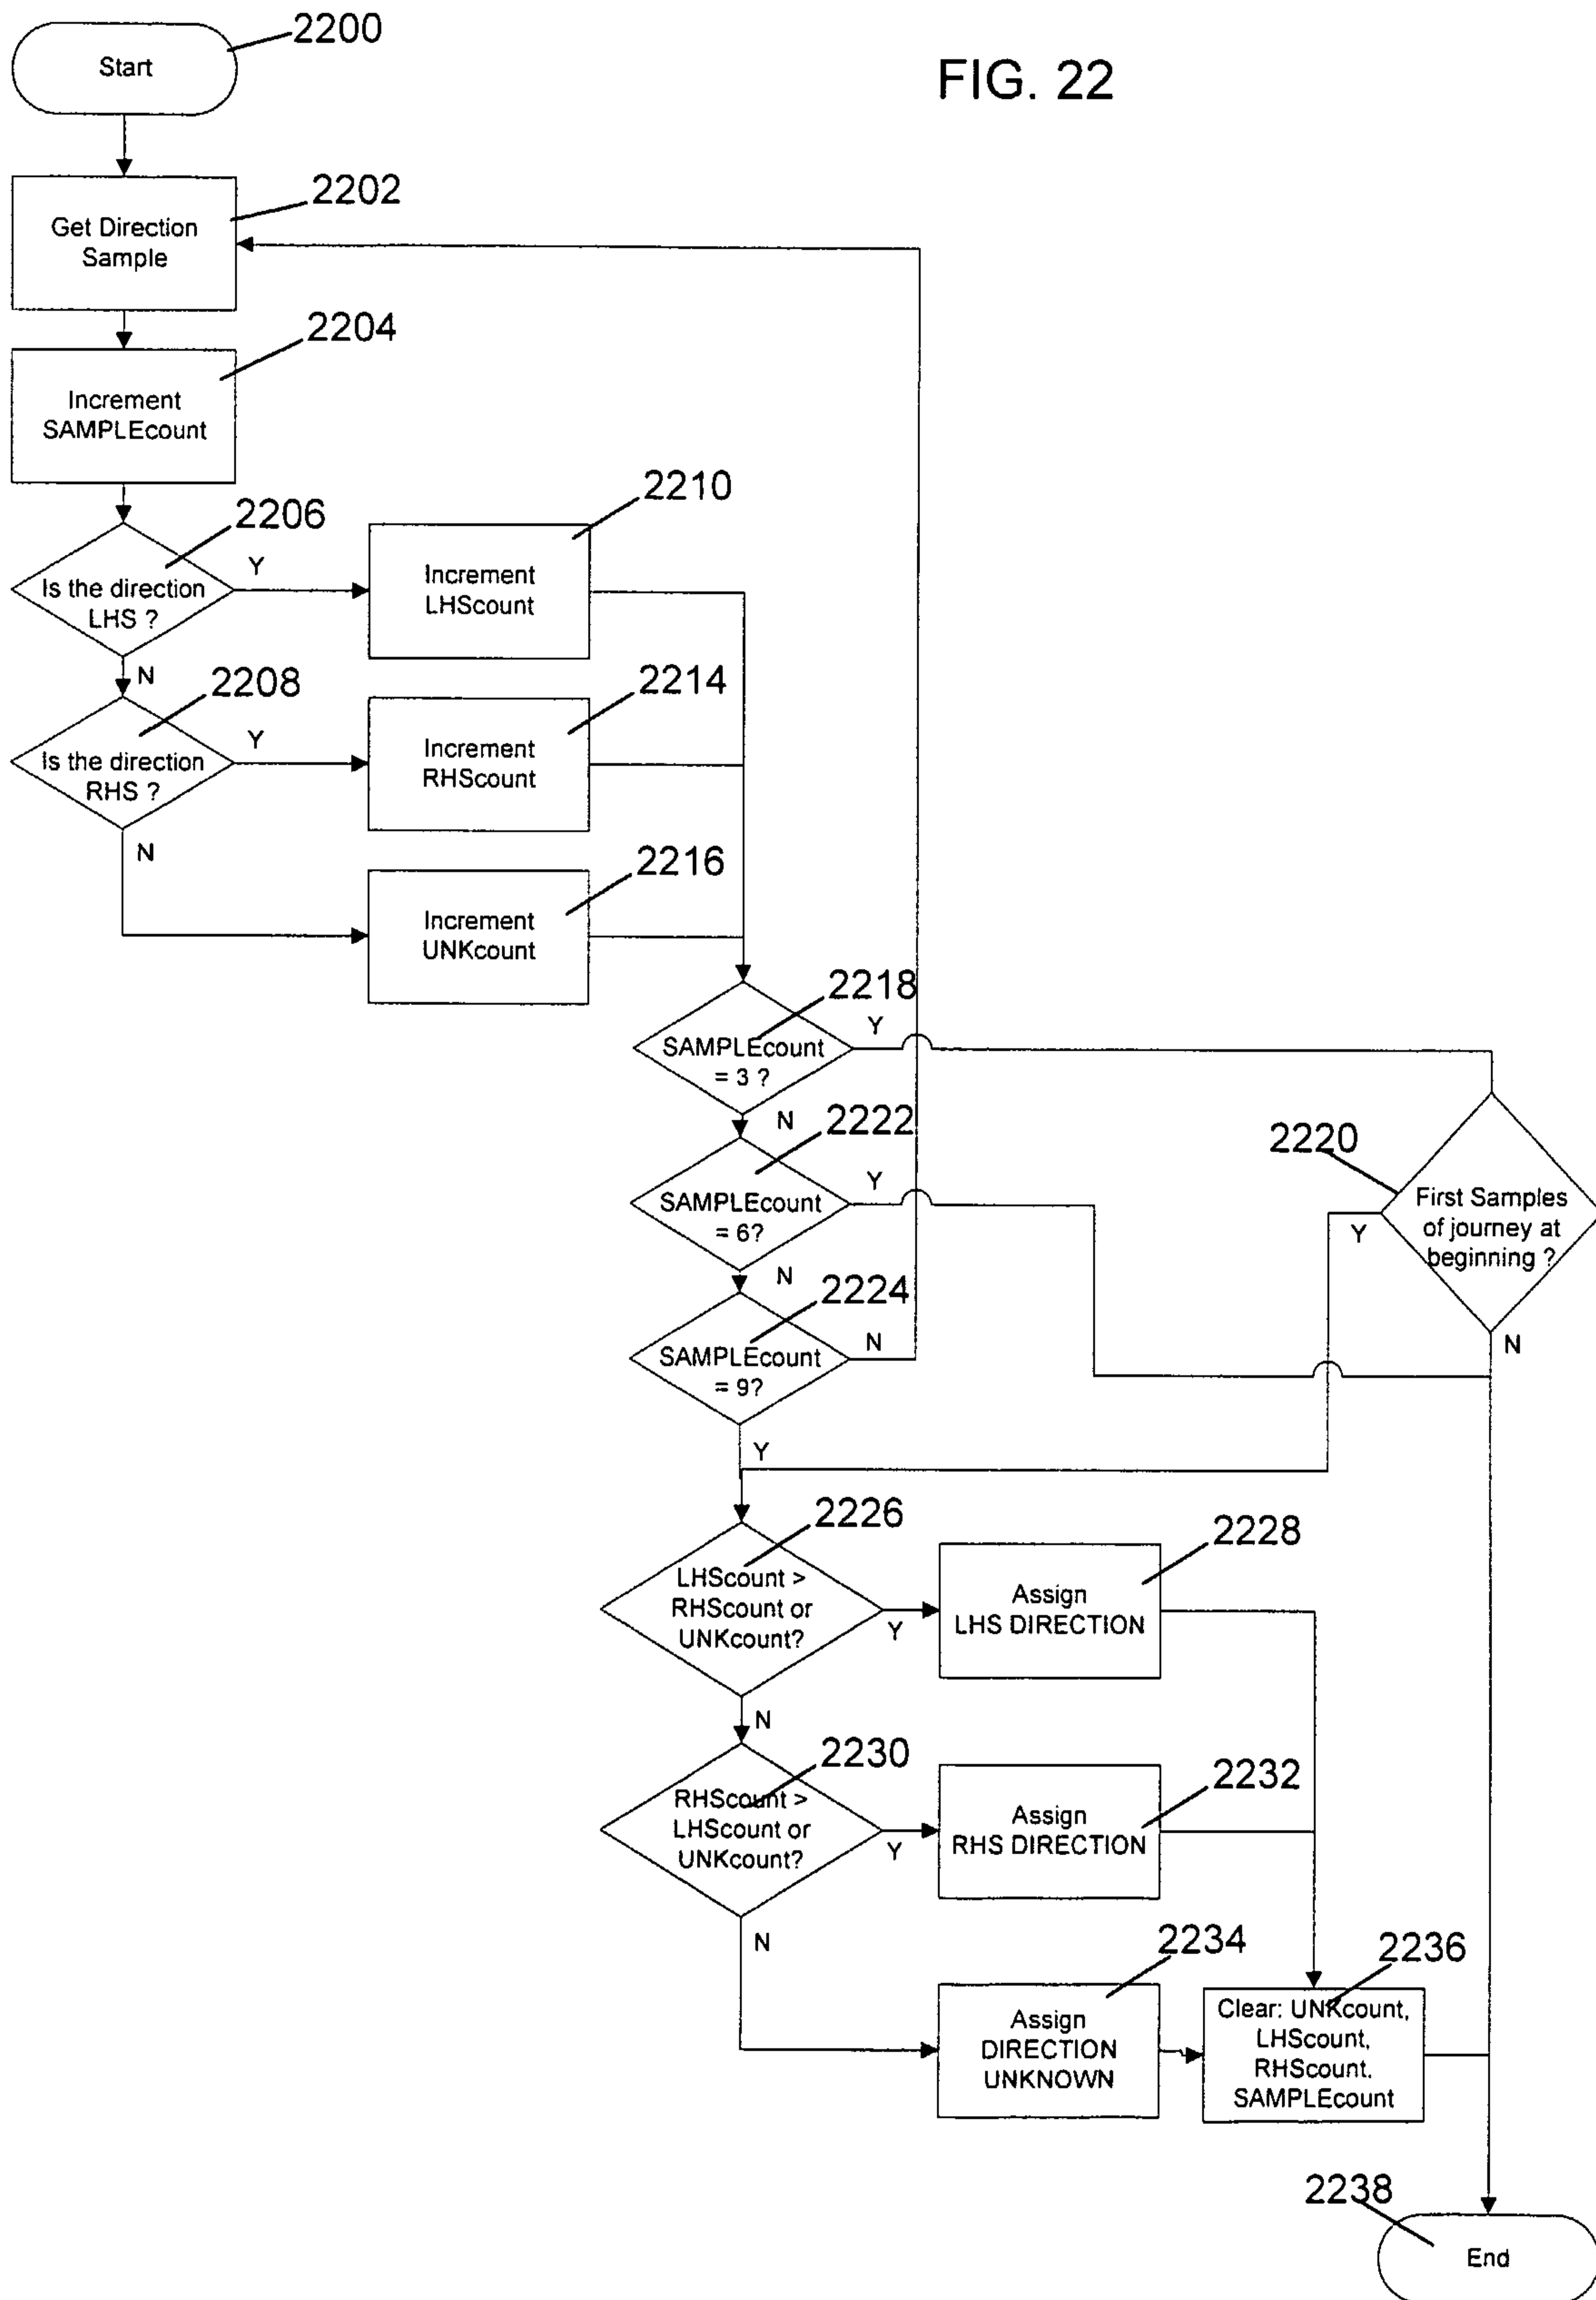 2200
Start
FIG. 22
2202
Get Direction
Sample
2204
Increment
SAMPLEcount
2206
Is the direction
LHS ?
Y
N
2210
Increment
LHScount
2208
Is the direction
RHS ?
Y
N
2214
Increment
RHScount
2216
Increment
UNKcount
2218
SAMPLEcount
= 3 ?
Y
N
2220
First Samples
of journey at
beginning ?
Y
N
2222
SAMPLEcount
= 6?
Y
N
2224
SAMPLEcount
= 9?
N
Y
2226
LHScount >
RHScount or
UNKcount?
Y
N
2228
Assign
LHS DIRECTION
2230
RHScount >
LHScount or
UNKcount?
Y
N
2232
Assign
RHS DIRECTION
2234
Assign
DIRECTION
UNKNOWN
2236
Clear: UNKcount,
LHScount,
RHScount.
SAMPLEcount
2238
End